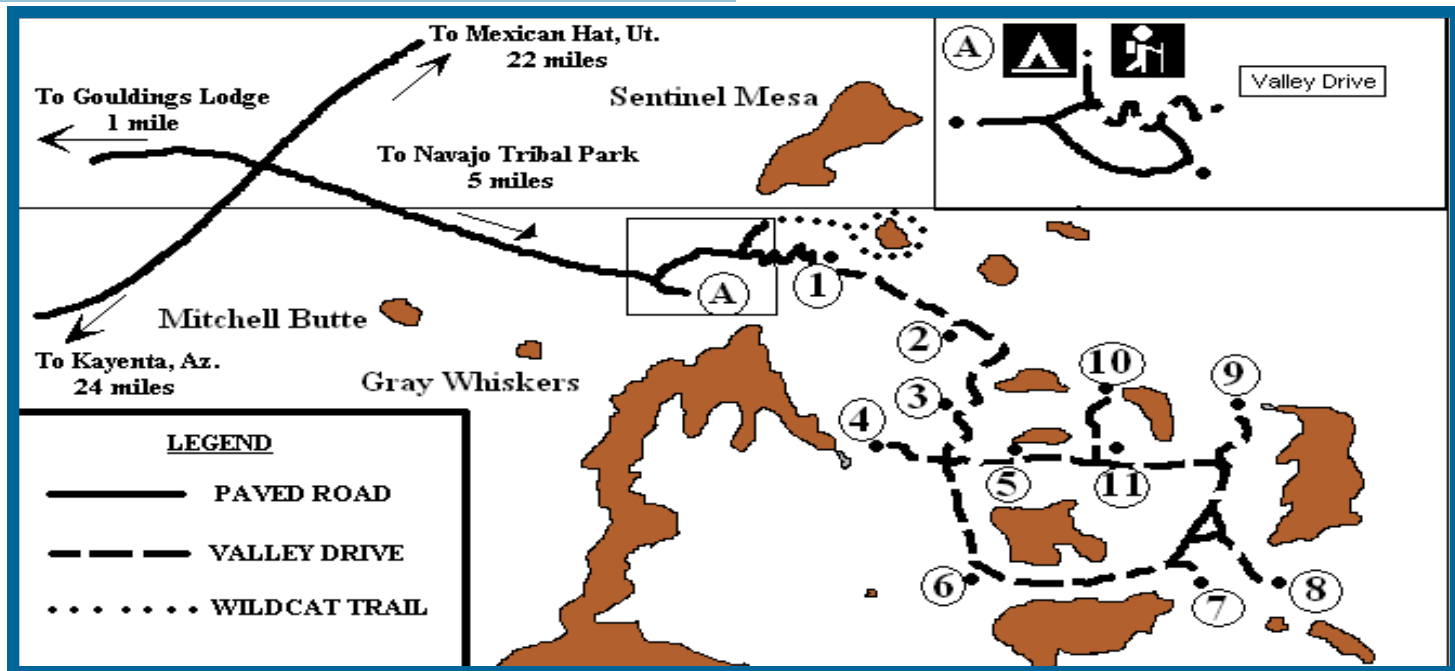 To Mexican Hat, Ut.
22 miles
To Gouldings Lodge
1 mile
Sentinel Mesa
To Navajo Tribal Park
5 miles
A
Valley Drive
Mitchell Butte
To Kayenta, Az.
24 miles
Gray Whiskers
A
1
2
3
4
5
6
7
8
9
10
11
LEGEND
PAVED ROAD
VALLEY DRIVE
WILDCAT TRAIL